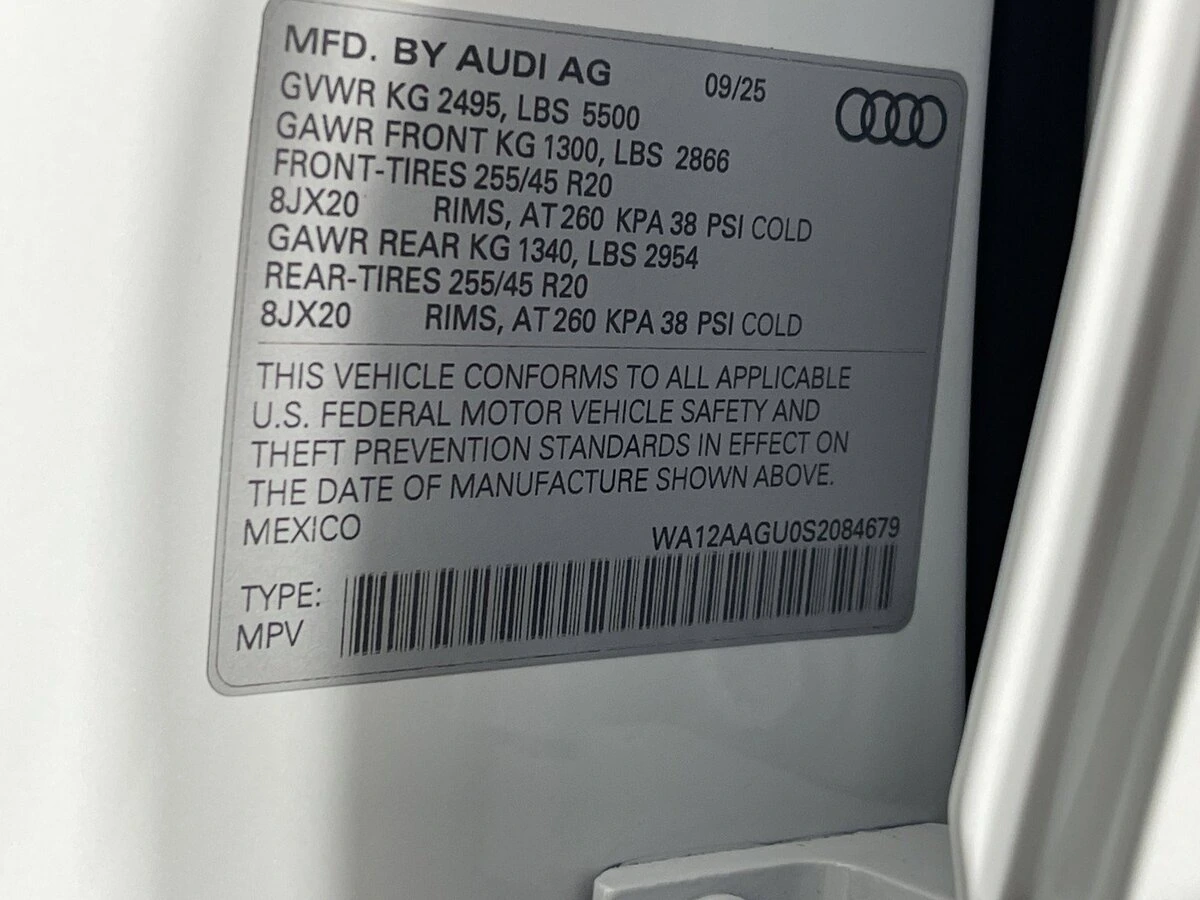 MFD. BY AUDI AG 09/25
GVWR KG 2495, LBS 5500
GAWR FRONT KG 1300, LBS 2866
FRONT-TIRES 255/45 R20
8JX20 RIMS, AT 260 KPA 38 PSI COLD
GAWR REAR KG 1340, LBS 2954
REAR-TIRES 255/45 R20
8JX20 RIMS, AT 260 KPA 38 PSI COLD
THIS VEHICLE CONFORMS TO ALL APPLICABLE
U.S. FEDERAL MOTOR VEHICLE SAFETY AND
THEFT PREVENTION STANDARDS IN EFFECT ON
THE DATE OF MANUFACTURE SHOWN ABOVE.
MEXICO WA12AAGU0S2084679
TYPE:
MPV